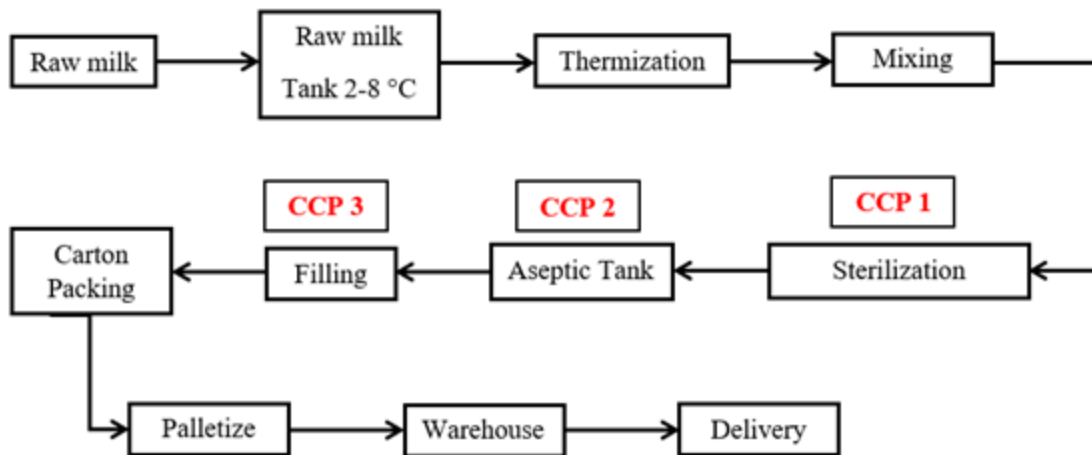 Raw milk
Raw milk
Tank 2-8 °C
Thermization
Mixing
CCP 3
CCP 2
CCP 1
Carton
Packing
Filling
Aseptic Tank
Sterilization
Palletize
Warehouse
Delivery